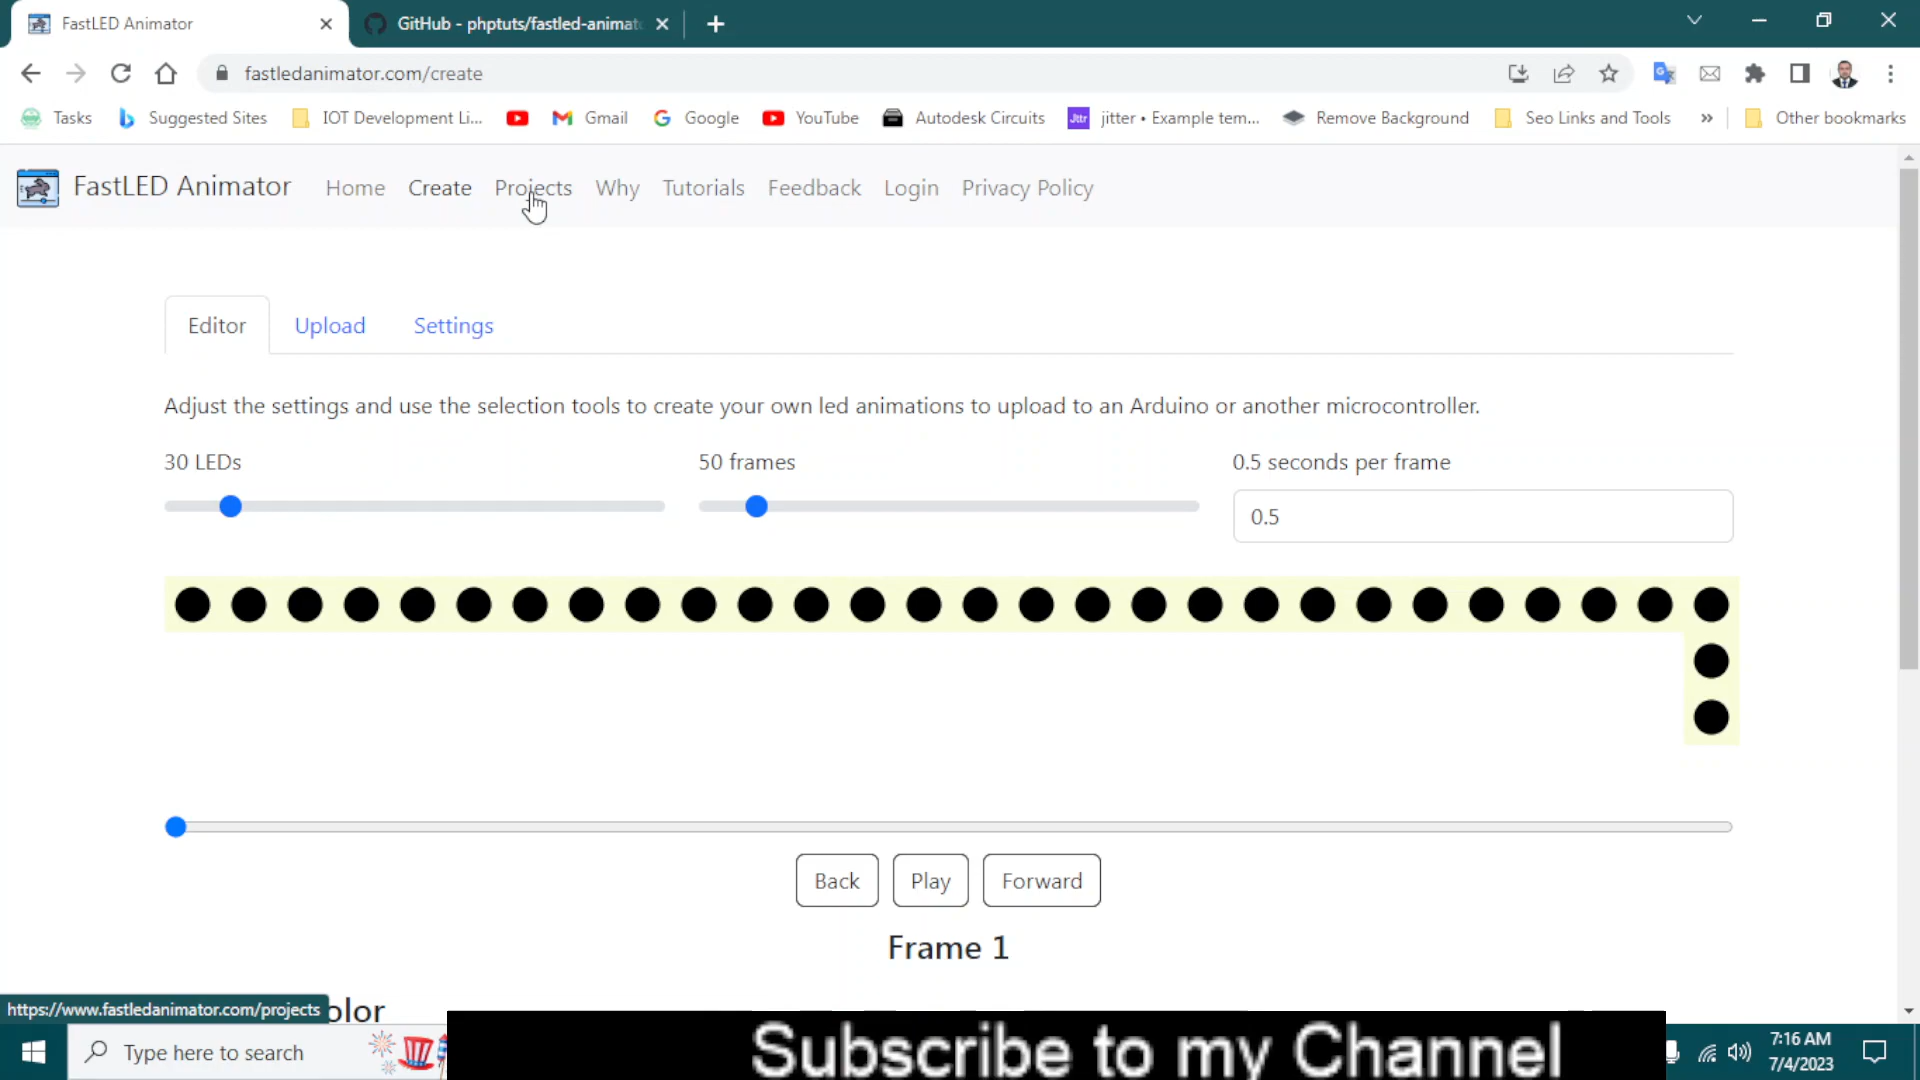 FastLED Animator
GitHub - phptuts/fastled-animat
fastledanimator.com/create
Tasks
Suggested Sites
IOT Development Li...
Gmail
Google
YouTube
Autodesk Circuits
Jttr
jitter • Example tem...
Remove Background
Seo Links and Tools
»
Other bookmarks
FastLED Animator
Home
Create
Projects
Why
Tutorials
Feedback
Login
Privacy Policy
Editor
Upload
Settings
Adjust the settings and use the selection tools to create your own led animations to upload to an Arduino or another microcontroller.
30 LEDs
50 frames
0.5 seconds per frame
0.5
Back
Play
Forward
Frame 1
https://www.fastledanimator.com/projects
olor
Type here to search
Subscribe to my Channel
7:16 AM
7/4/2023